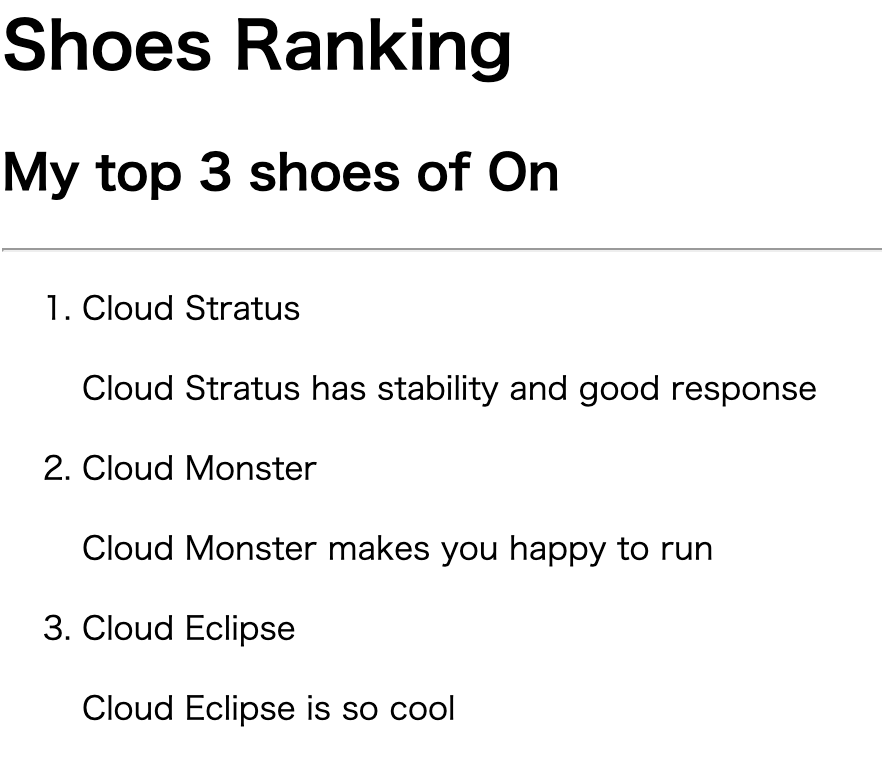 Shoes Ranking
My top 3 shoes of On
1. Cloud Stratus
Cloud Stratus has stability and good response
2. Cloud Monster
Cloud Monster makes you happy to run
3. Cloud Eclipse
Cloud Eclipse is so cool